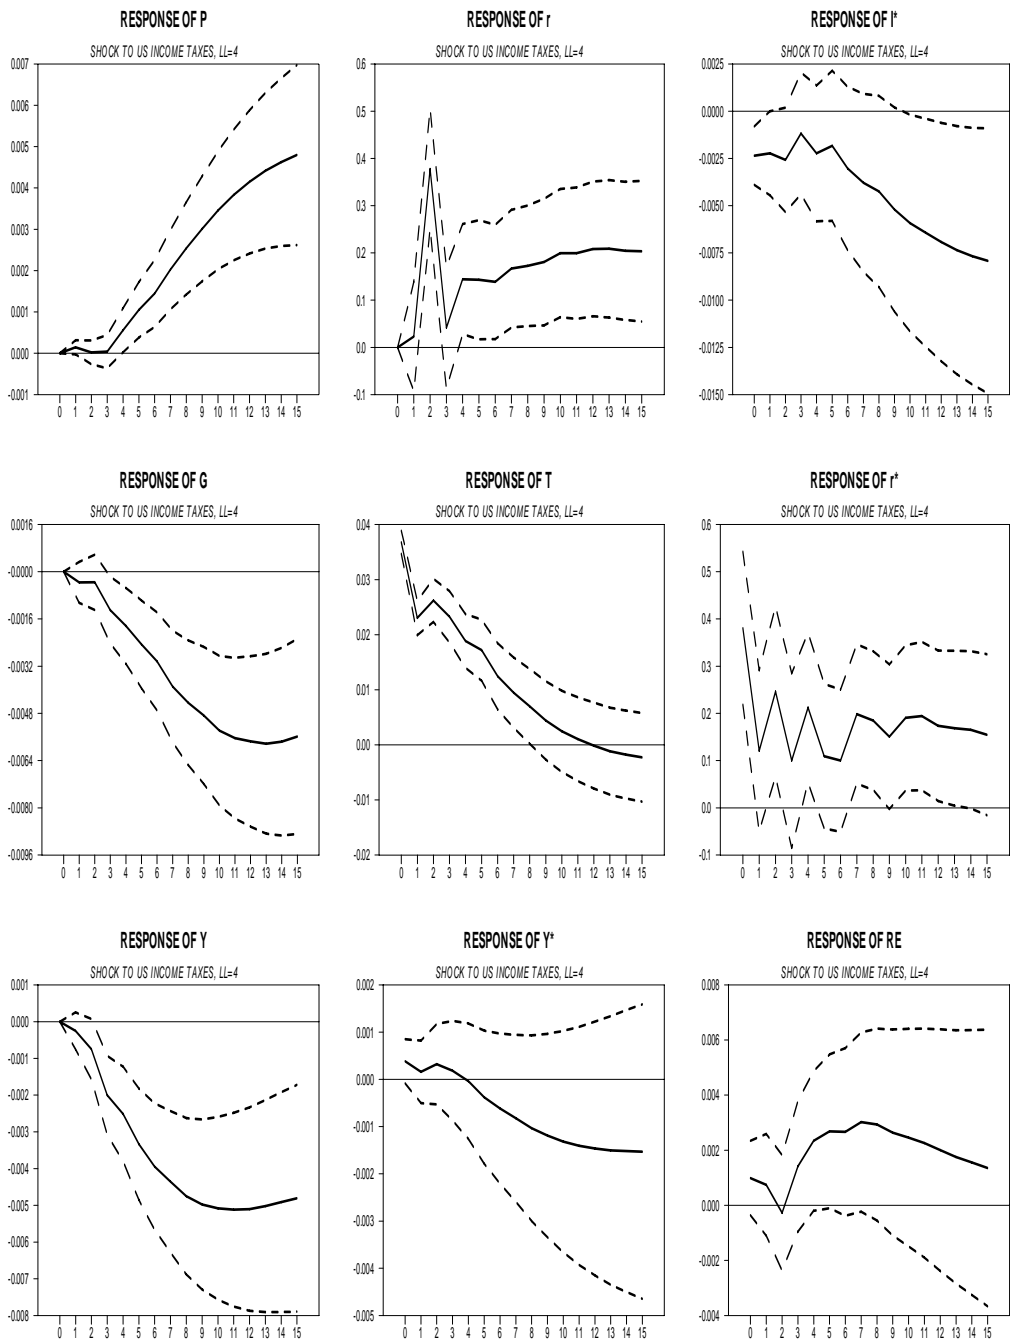 RESPONSE OF P
SHOCK TO US INCOME TAXES, LL=4
0.007
0.006
0.005
0.004
0.003
0.002
0.001
0.000
-0.001
0 1 2 3 4 5 6 7 8 9 10 11 12 13 14 15
RESPONSE OF r
SHOCK TO US INCOME TAXES, LL=4
0.6
0.5
0.4
0.3
0.2
0.1
0.0
-0.1
0 1 2 3 4 5 6 7 8 9 10 11 12 13 14 15
RESPONSE OF I*
SHOCK TO US INCOME TAXES, LL=4
0.0025
0.0000
-0.0025
-0.0050
-0.0075
-0.0100
-0.0125
-0.0150
0 1 2 3 4 5 6 7 8 9 10 11 12 13 14 15
RESPONSE OF G
SHOCK TO US INCOME TAXES, LL=4
0.0016
-0.0000
-0.0016
-0.0032
-0.0048
-0.0064
-0.0080
-0.0096
0 1 2 3 4 5 6 7 8 9 10 11 12 13 14 15
RESPONSE OF T
SHOCK TO US INCOME TAXES, LL=4
0.04
0.03
0.02
0.01
0.00
-0.01
-0.02
0 1 2 3 4 5 6 7 8 9 10 11 12 13 14 15
RESPONSE OF r*
SHOCK TO US INCOME TAXES, LL=4
0.6
0.5
0.4
0.3
0.2
0.1
0.0
-0.1
0 1 2 3 4 5 6 7 8 9 10 11 12 13 14 15
RESPONSE OF Y
SHOCK TO US INCOME TAXES, LL=4
0.001
0.000
-0.001
-0.002
-0.003
-0.004
-0.005
-0.006
-0.007
-0.008
0 1 2 3 4 5 6 7 8 9 10 11 12 13 14 15
RESPONSE OF Y*
SHOCK TO US INCOME TAXES, LL=4
0.002
0.001
0.000
-0.001
-0.002
-0.003
-0.004
-0.005
0 1 2 3 4 5 6 7 8 9 10 11 12 13 14 15
RESPONSE OF RE
SHOCK TO US INCOME TAXES, LL=4
0.008
0.006
0.004
0.002
0.000
-0.002
-0.004
0 1 2 3 4 5 6 7 8 9 10 11 12 13 14 15